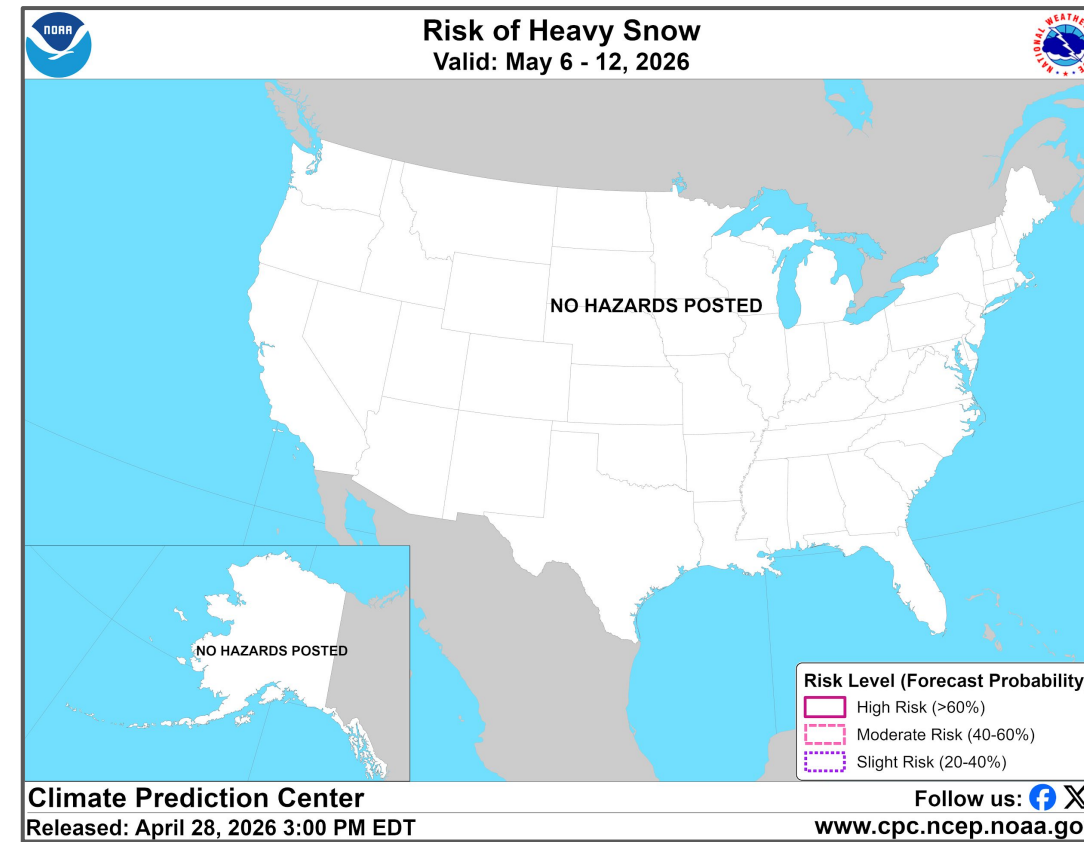 NOAA
Risk of Heavy Snow
Valid: May 6 - 12, 2026
NO HAZARDS POSTED
NO HAZARDS POSTED
Risk Level (Forecast Probability
High Risk (>60%)
Moderate Risk (40-60%)
Slight Risk (20-40%)
Climate Prediction Center
Follow us:
Released: April 28, 2026 3:00 PM EDT
www.cpc.ncep.noaa.go